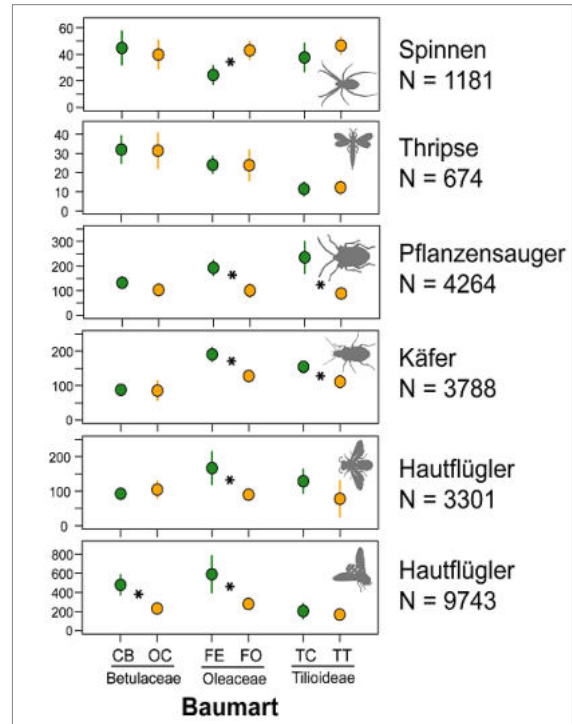 60
40
20
0
Spinnen
N = 1181
40
30
20
10
0
Thripse
N = 674
300
200
100
0
Pflanzensauger
N = 4264
200
100
0
Käfer
N = 3788
200
100
0
Hautflügler
N = 3301
800
600
400
200
0
Hautflügler
N = 9743
CB OC FE FO TC TT
Betulaceae Oleaceae Tilioideae
Baumart